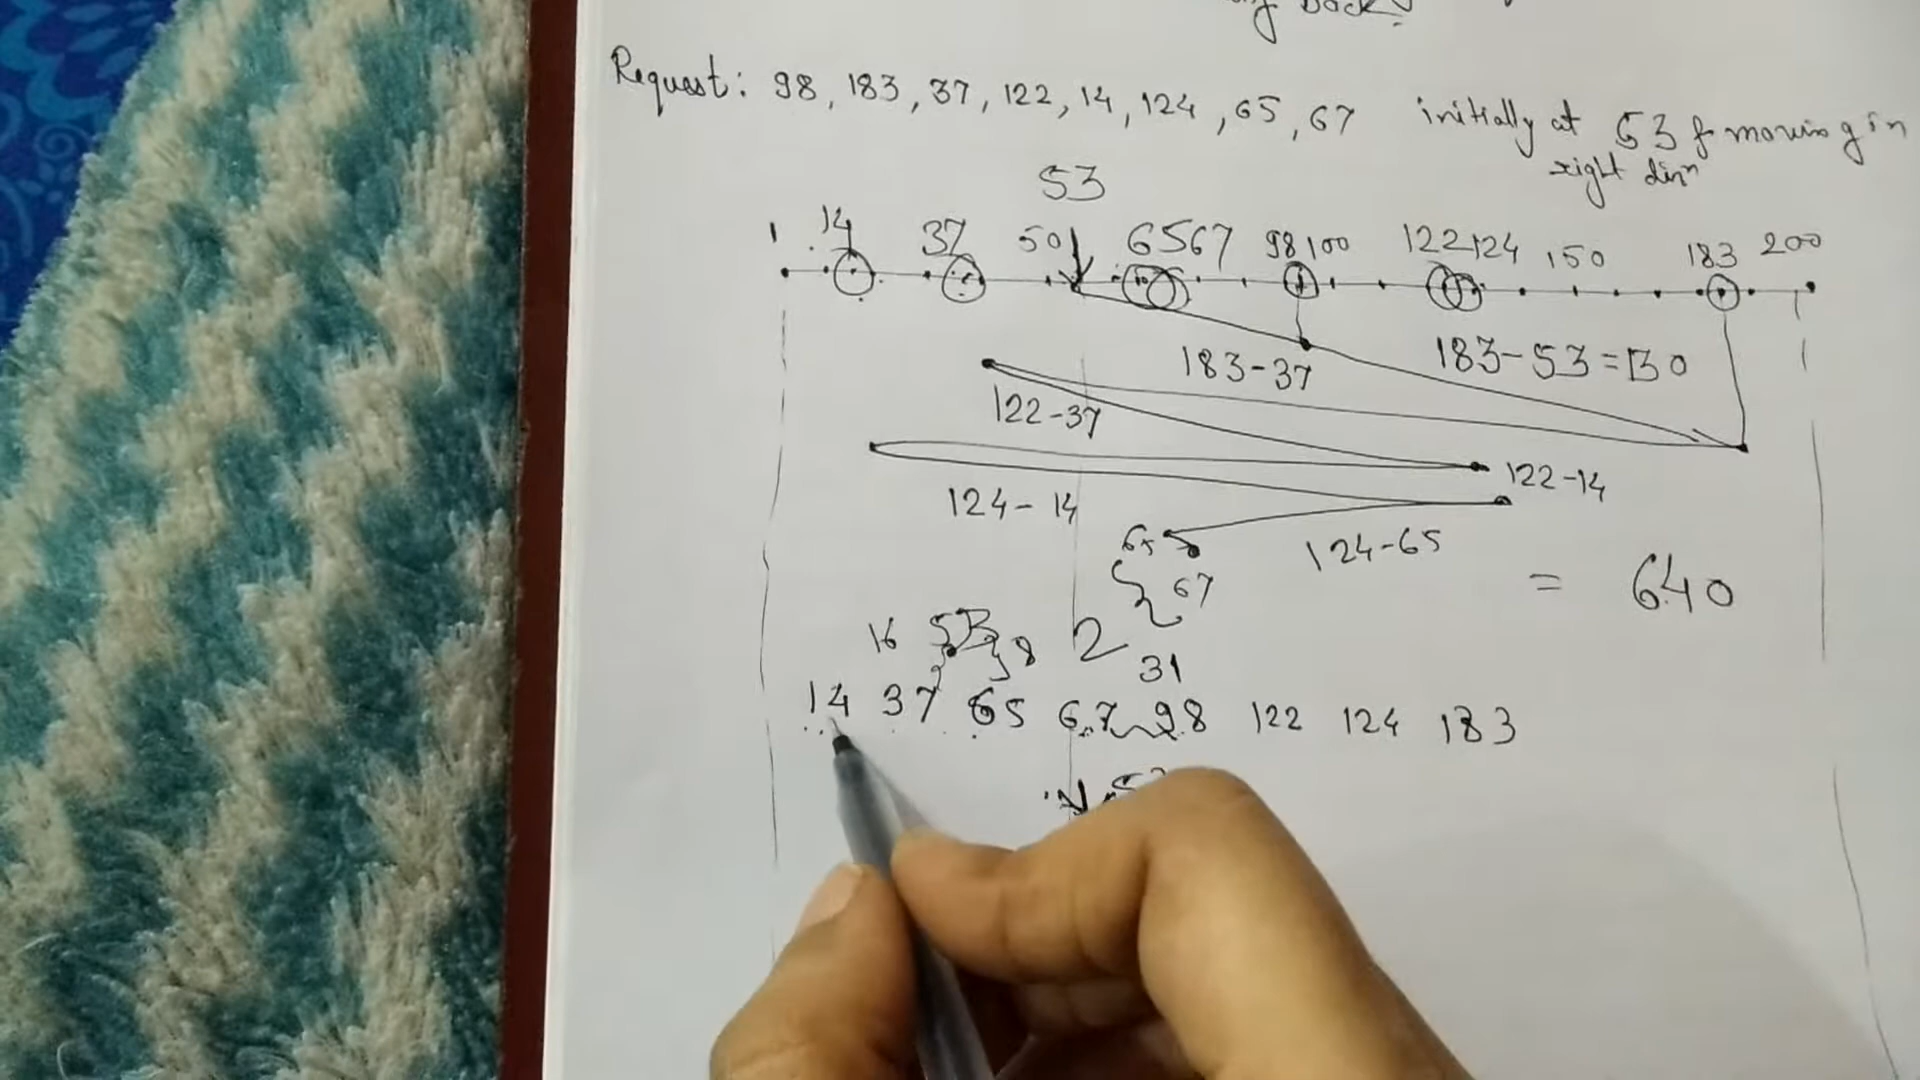 Back?
Request: 98, 183, 37, 122, 14, 124, 65, 67 initially at 53 & moving in
right dirn
53
1 14 37 50 65 67 98 100 122 124 150 183 200
183-37 183-53=130
122-37
122-14
124-14
65 124-65
67 = 640
16 53 8 2
31
14 37 65 67 98 122 124 183